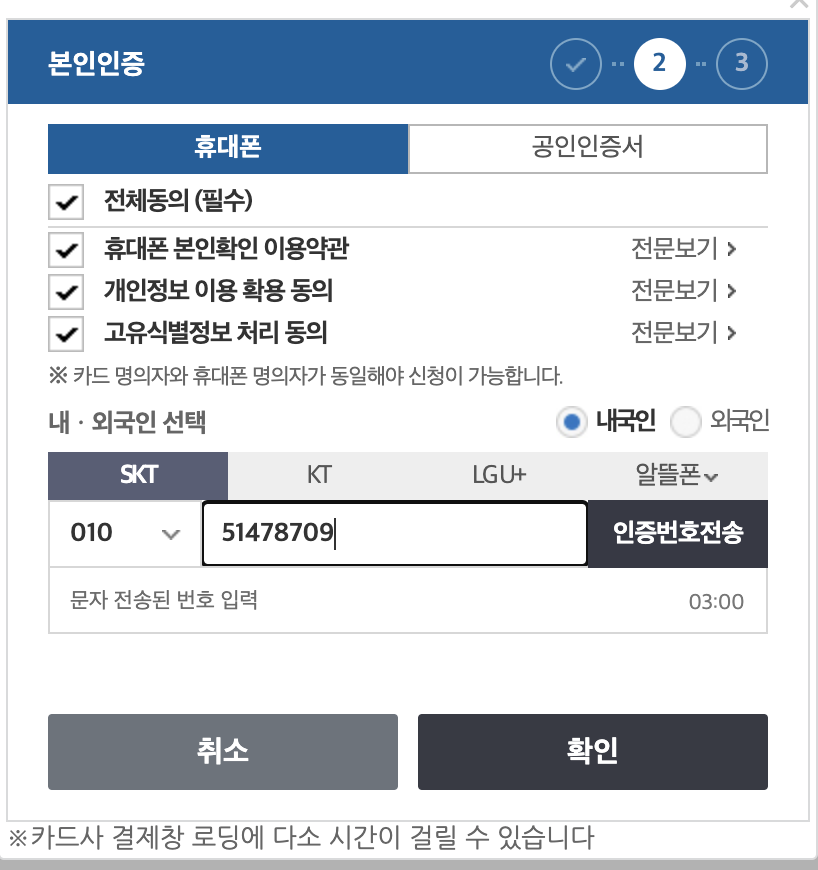 본인인증 2 3
휴대폰 공인인증서
전체동의 (필수)
휴대폰 본인확인 이용약관 전문보기
개인정보 이용 확용 동의 전문보기
고유식별정보 처리 동의 전문보기
※ 카드 명의자와 휴대폰 명의자가 동일해야 신청이 가능합니다.
내 · 외국인 선택 내국인 외국인
SKT KT LGU+ 알뜰폰
010 51478709 인증번호전송
문자 전송된 번호 입력 03:00
취소 확인
※카드사 결제창 로딩에 다소 시간이 걸릴 수 있습니다